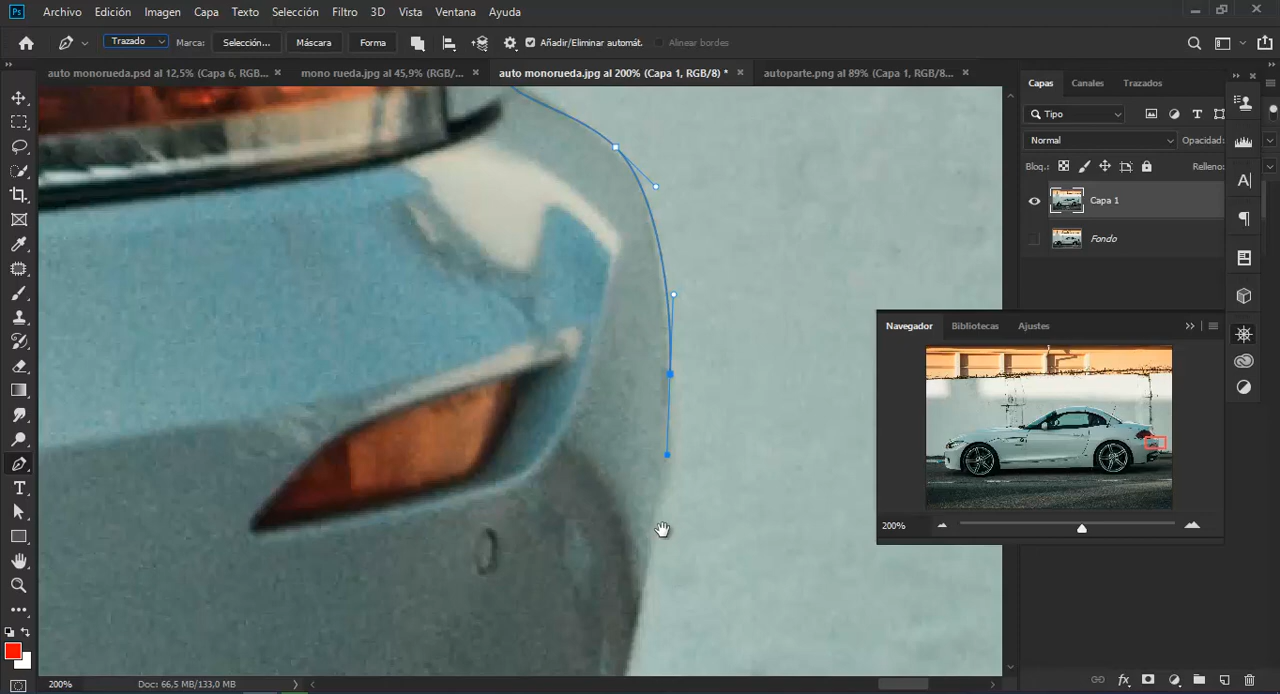 Ps Archivo Edición Imagen Capa Texto Selección Filtro 3D Vista Ventana Ayuda
Trazado Marca: Selección... Máscara Forma Añadir/Eliminar automát. Alinear bordes
auto monorueda.psd al 12,5% (Capa 6, RGB/... mono rueda.jpg al 45,9% (RGB/... auto monorueda.jpg al 200% (Capa 1, RGB/8) * autoparte.png al 89% (Capa 1, RGB/8...
Capas Canales Trazados
Tipo
Normal Opacidad:
Bloq.: Relleno:
Capa 1
Fondo
Navegador Bibliotecas Ajustes
200%
200% Doc: 66,5 MB/133,0 MB